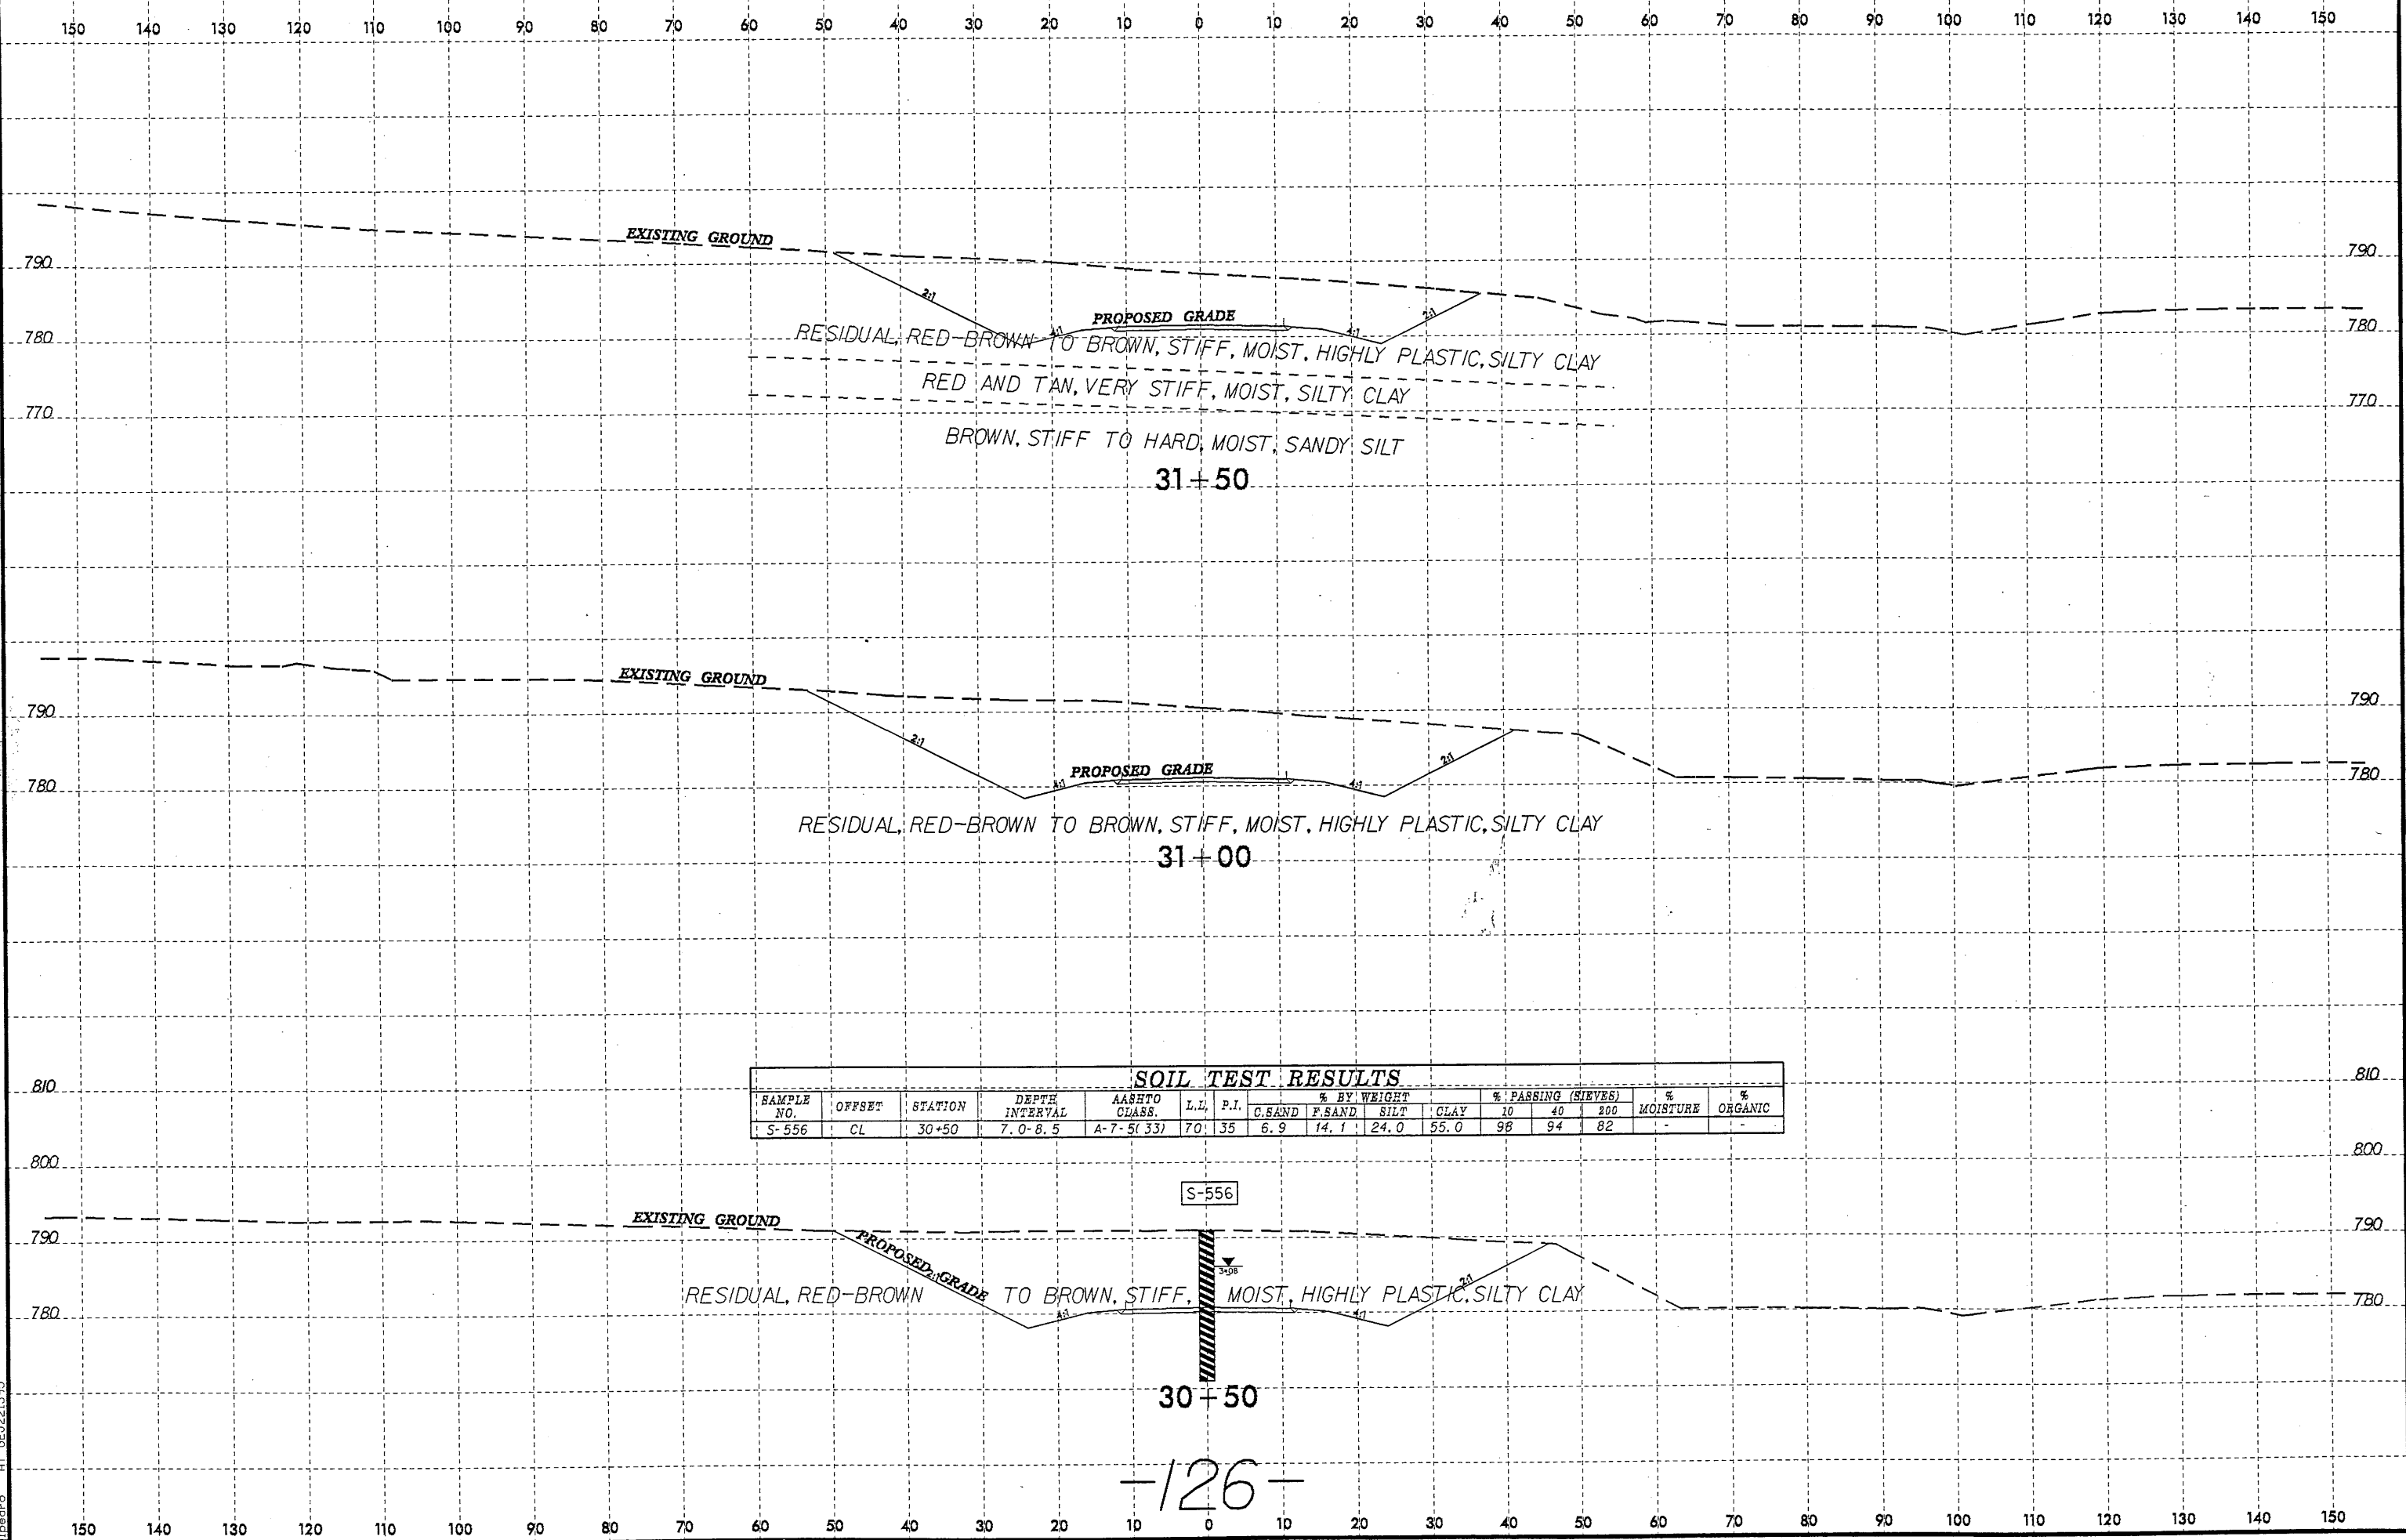 150 140 130 120 110 100 90 80 70 60 50 40 30 20 10 0 10 20 30 40 50 60 70 80 90 100 110 120 130 140 150
EXISTING GROUND
790 790
2:1 2:1
PROPOSED GRADE
4:1 4:1
780 780
RESIDUAL, RED-BROWN TO BROWN, STIFF, MOIST, HIGHLY PLASTIC, SILTY CLAY
RED AND TAN, VERY STIFF, MOIST, SILTY CLAY
770 770
BROWN, STIFF TO HARD, MOIST, SANDY SILT
31+50
EXISTING GROUND
790 790
2:1 2:1
PROPOSED GRADE
4:1 4:1
780 780
RESIDUAL, RED-BROWN TO BROWN, STIFF, MOIST, HIGHLY PLASTIC, SILTY CLAY
31+00
SOIL TEST RESULTS
810 810
SAMPLE NO. OFFSET STATION DEPTH INTERVAL AASHTO CLASS. L.L. P.I. % BY WEIGHT C.SAND F.SAND SILT CLAY % PASSING (SIEVES) 10 40 200 % MOISTURE % ORGANIC
S-556 CL 30+50 7.0-8.5 A-7-5(33) 70 35 6.9 14.1 24.0 55.0 98 94 82 - -
800 800
S-556
EXISTING GROUND
790 790
PROPOSED GRADE
2:1 2:1
RESIDUAL, RED-BROWN TO BROWN, STIFF, MOIST, HIGHLY PLASTIC, SILTY CLAY
780 780
4:1 4:1
30+50
-126-
150 140 130 120 110 100 90 80 70 60 50 40 30 20 10 0 10 20 30 40 50 60 70 80 90 100 110 120 130 140 150